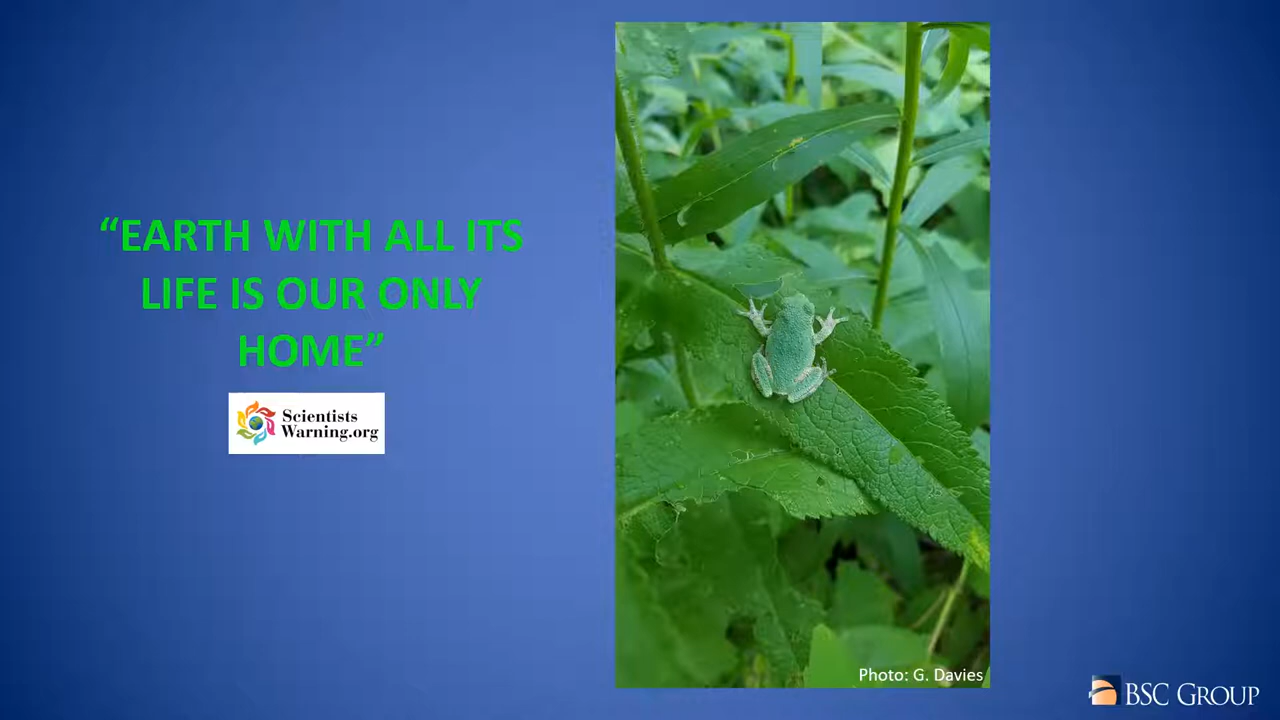 “EARTH WITH ALL ITS
LIFE IS OUR ONLY
HOME”
Scientists
Warning.org
Photo: G. Davies
BSC GROUP